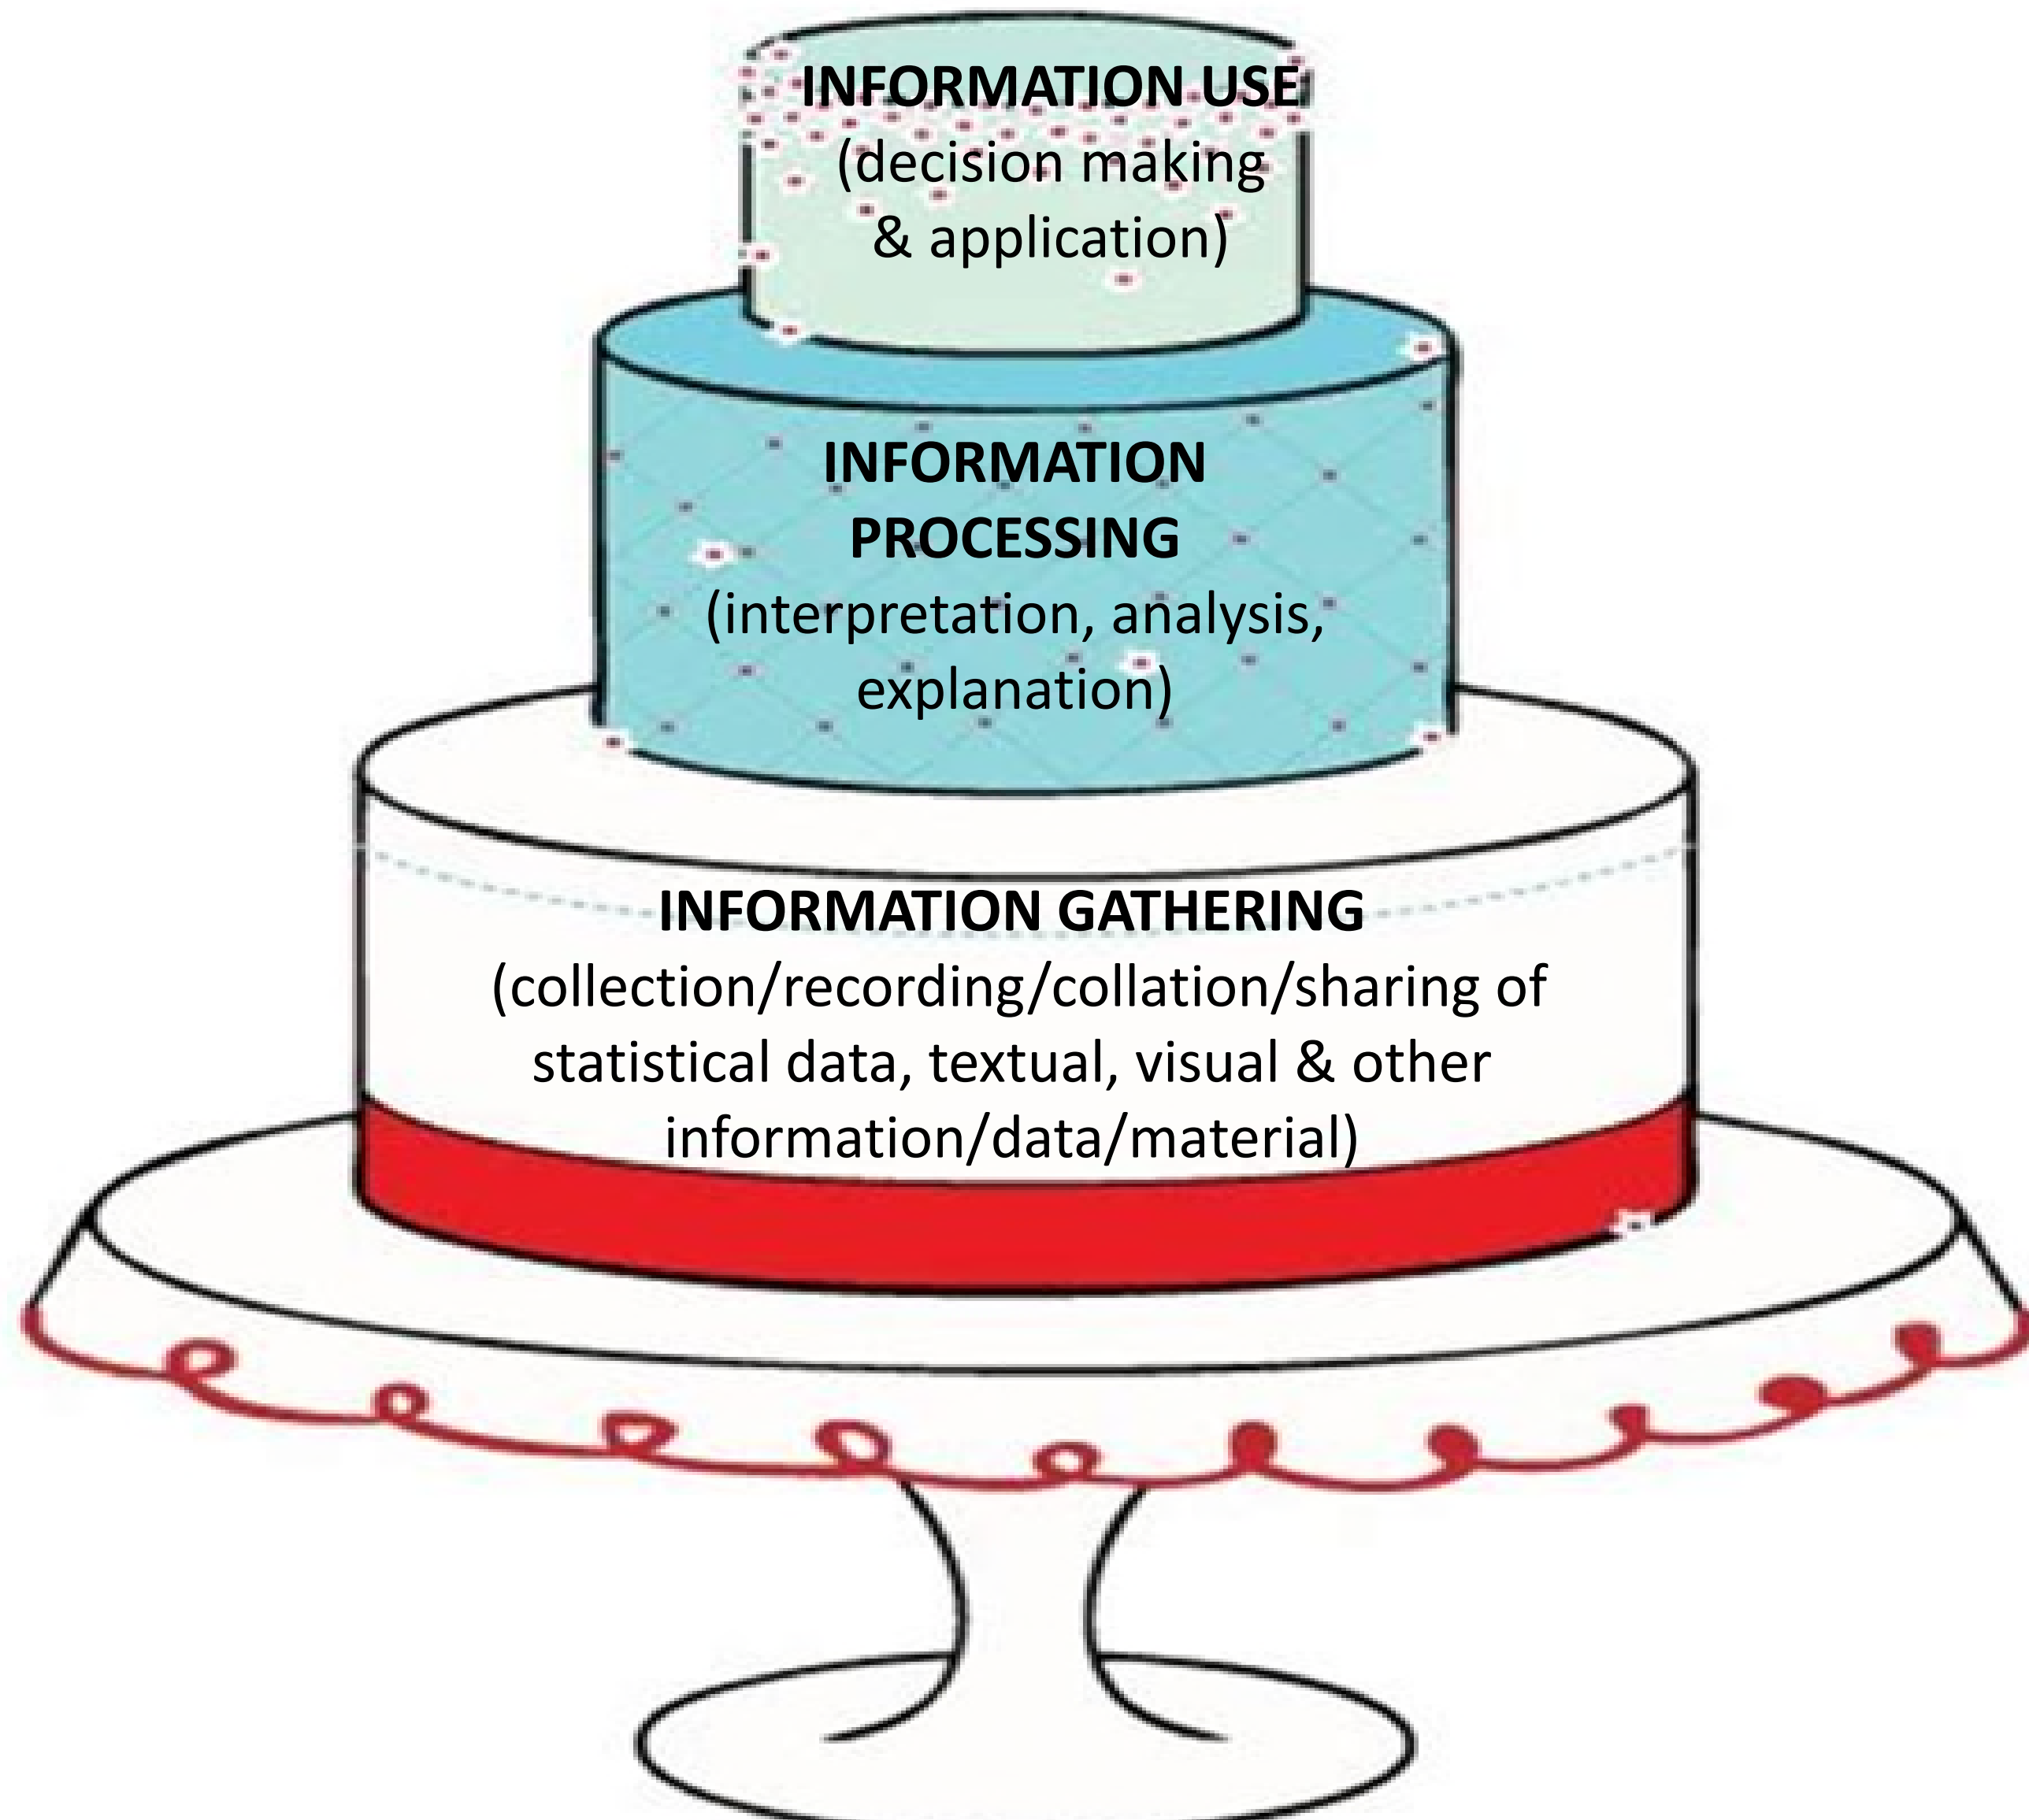 INFORMATION USE
(decision making
& application)
INFORMATION
PROCESSING
(interpretation, analysis,
explanation)
INFORMATION GATHERING
(collection/recording/collation/sharing of
statistical data, textual, visual & other
information/data/material)